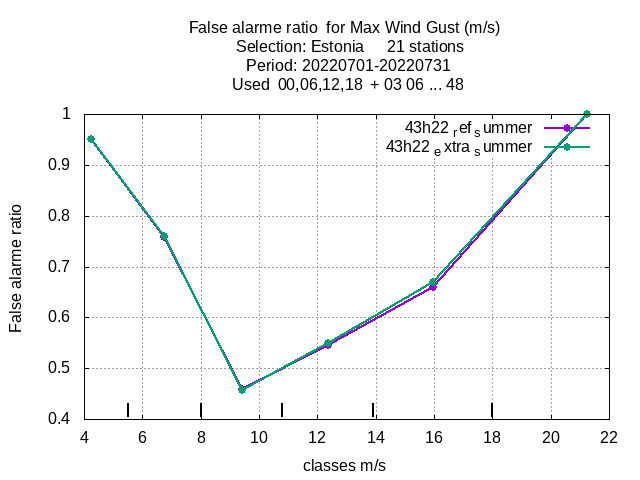 False alarme ratio  for Max Wind Gust (m/s)
Selection: Estonia     21 stations
Period: 20220701-20220731
Used  00,06,12,18  + 03 06 ... 48
43h22 ref summer
43h22 extra summer
1
0.9
0.8
0.7
0.6
0.5
0.4
False alarme ratio
4 6 8 10 12 14 16 18 20 22
classes m/s